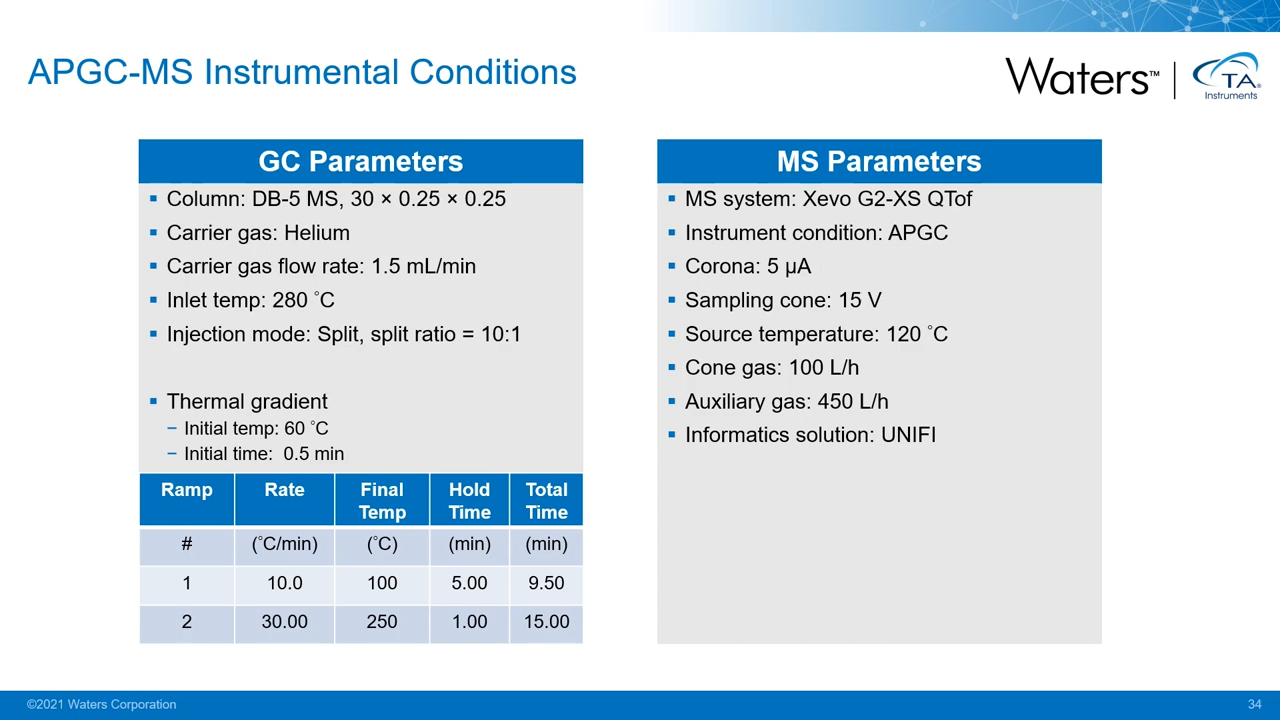 APGC-MS Instrumental Conditions
Waters™
TA®
Instruments
GC Parameters
▪ Column: DB-5 MS, 30 × 0.25 × 0.25
▪ Carrier gas: Helium
▪ Carrier gas flow rate: 1.5 mL/min
▪ Inlet temp: 280 °C
▪ Injection mode: Split, split ratio = 10:1
▪ Thermal gradient
− Initial temp: 60 °C
− Initial time: 0.5 min
Ramp Rate Final Temp Hold Time Total Time
# (°C/min) (°C) (min) (min)
1 10.0 100 5.00 9.50
2 30.00 250 1.00 15.00
MS Parameters
▪ MS system: Xevo G2-XS QTof
▪ Instrument condition: APGC
▪ Corona: 5 µA
▪ Sampling cone: 15 V
▪ Source temperature: 120 °C
▪ Cone gas: 100 L/h
▪ Auxiliary gas: 450 L/h
▪ Informatics solution: UNIFI
©2021 Waters Corporation
34